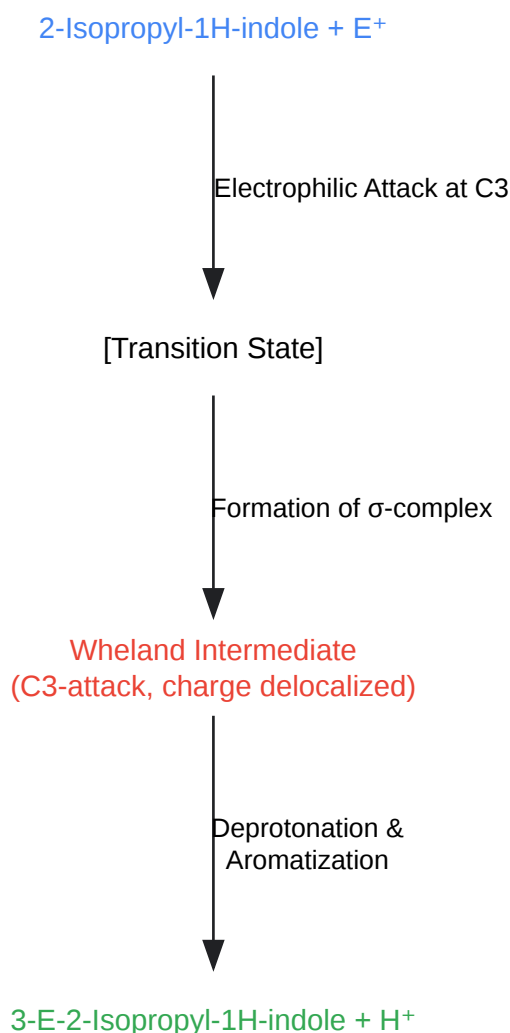 2-Isopropyl-1H-indole + E⁺
Electrophilic Attack at C3
[Transition State]
Formation of σ-complex
Wheland Intermediate
(C3-attack, charge delocalized)
Deprotonation &
Aromatization
3-E-2-Isopropyl-1H-indole + H⁺